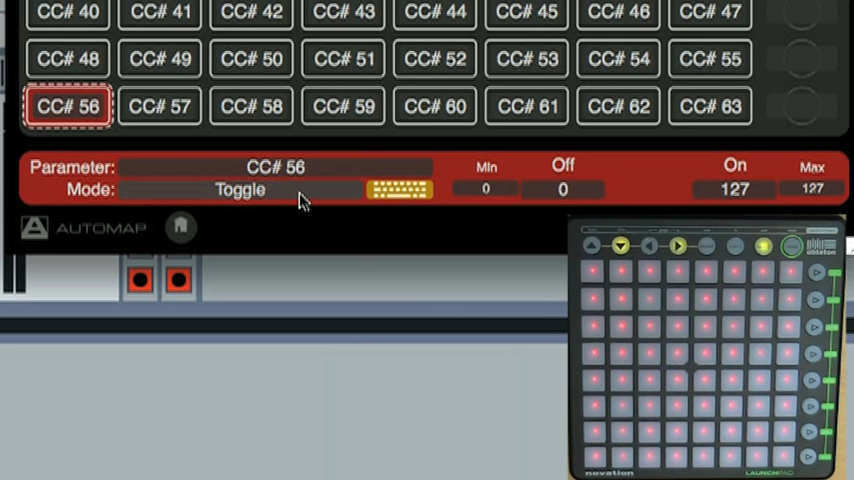 CC# 40 CC# 41 CC# 42 CC# 43 CC# 44 CC# 45 CC# 46 CC# 47
CC# 48 CC# 49 CC# 50 CC# 51 CC# 52 CC# 53 CC# 54 CC# 55
CC# 56 CC# 57 CC# 58 CC# 59 CC# 60 CC# 61 CC# 62 CC# 63
Parameter: CC# 56 Min Off On Max
Mode: Toggle 0 0 127 127
AUTOMAP
ableton
novation LAUNCHPAD